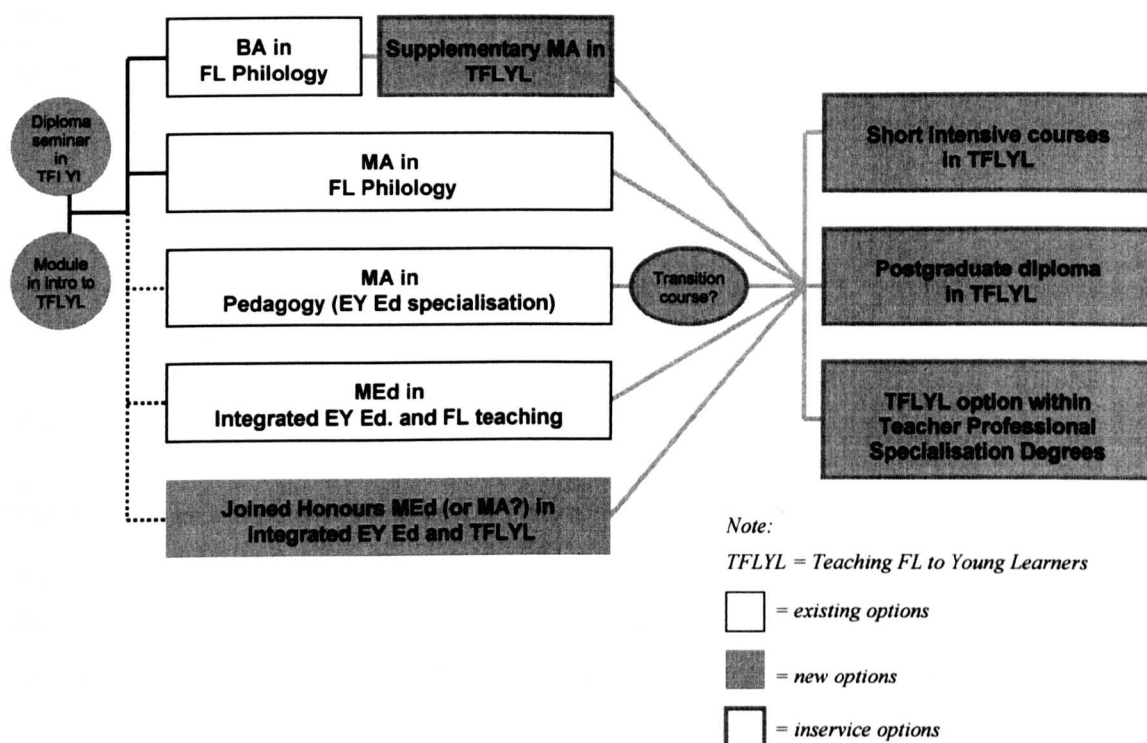 BA in
FL Philology
Supplementary MA in
TFLYL
Diploma
seminar
in
TFLYL
MA in
FL Philology
Module
in intro to
TFLYL
MA in
Pedagogy (EY Ed specialisation)
Transition
course?
MEd in
Integrated EY Ed. and FL teaching
Joined Honours MEd (or MA?) in
Integrated EY Ed and TFLYL
Short intensive courses
in TFLYL
Postgraduate diploma
in TFLYL
TFLYL option within
Teacher Professional
Specialisation Degrees
Note:
TFLYL = Teaching FL to Young Learners
= existing options
= new options
= inservice options